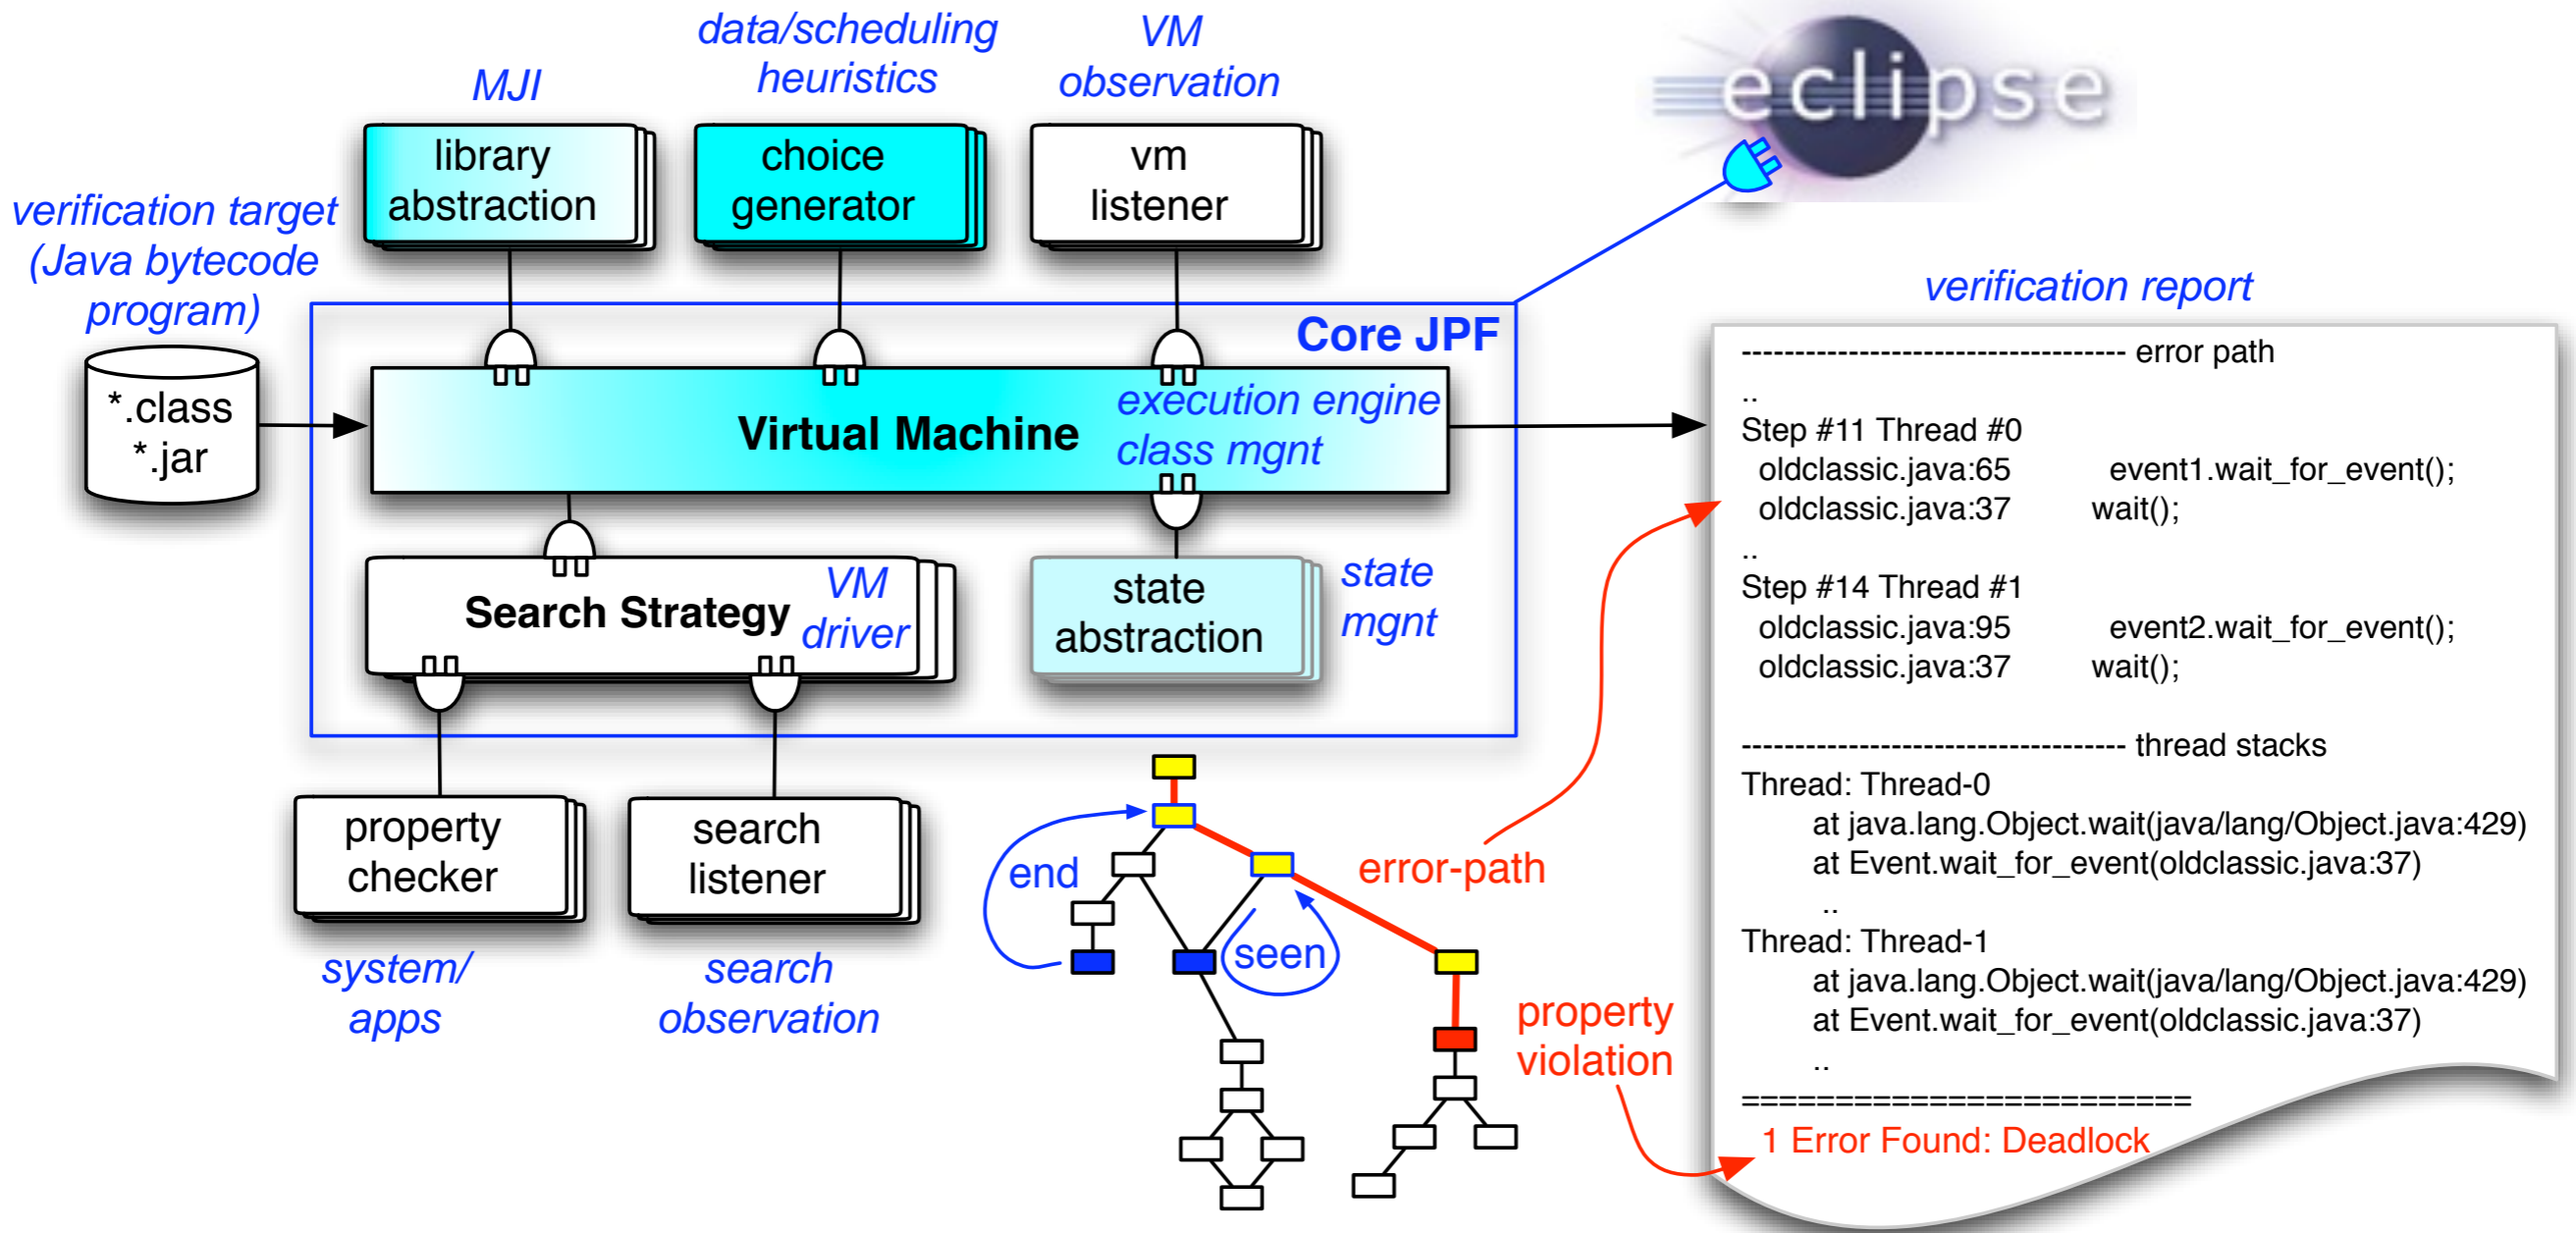 data/scheduling
heuristics
VM
observation
MJI
eclipse
library
abstraction
choice
generator
vm
listener
verification target
(Java bytecode
program)
*.class
*.jar
Core JPF
Virtual Machine
execution engine
class mgnt
Search Strategy
VM
driver
state
abstraction
state
mgnt
property
checker
search
listener
system/
apps
search
observation
end
seen
error-path
property
violation
verification report
------------------------------------ error path
..
Step #11 Thread #0
oldclassic.java:65 event1.wait_for_event();
oldclassic.java:37 wait();
..
Step #14 Thread #1
oldclassic.java:95 event2.wait_for_event();
oldclassic.java:37 wait();
------------------------------------ thread stacks
Thread: Thread-0
at java.lang.Object.wait(java/lang/Object.java:429)
at Event.wait_for_event(oldclassic.java:37)
..
Thread: Thread-1
at java.lang.Object.wait(java/lang/Object.java:429)
at Event.wait_for_event(oldclassic.java:37)
..
========================
1 Error Found: Deadlock